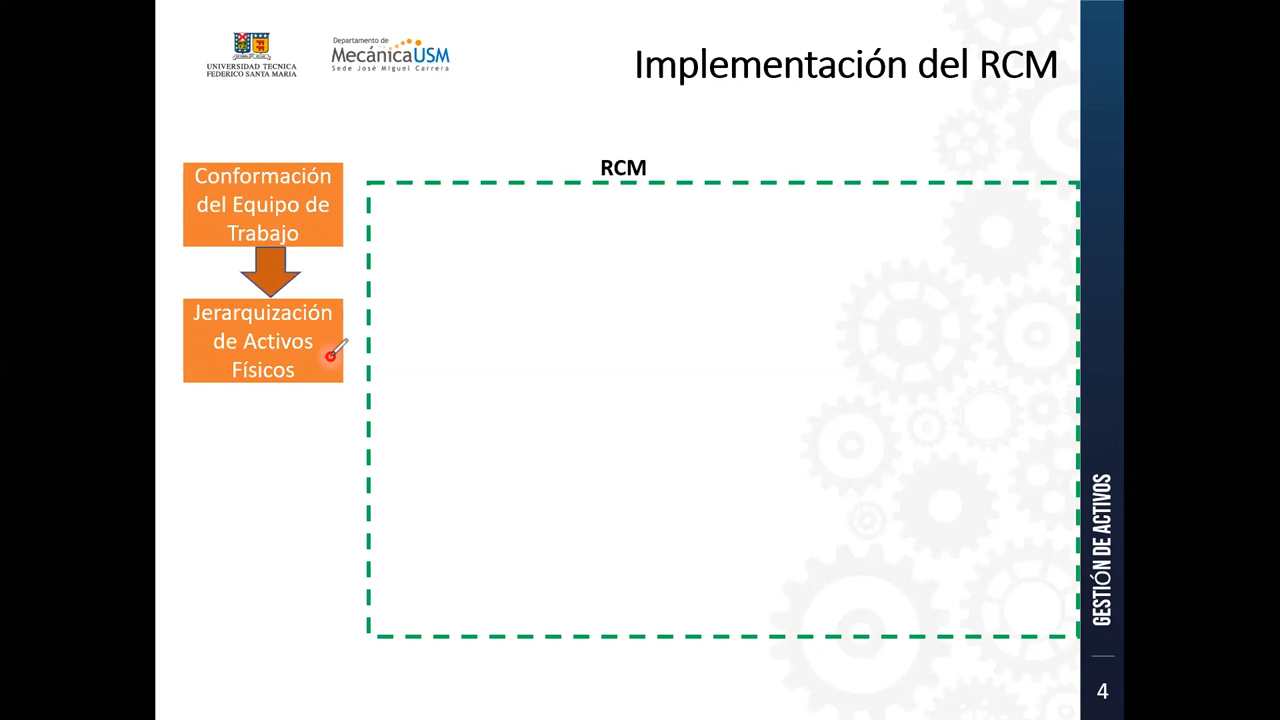 UNIVERSIDAD TECNICA
FEDERICO SANTA MARIA
Departamento de
MecánicaUSM
Sede José Miguel Carrera
Implementación del RCM
RCM
Conformación
del Equipo de
Trabajo
Jerarquización
de Activos
Físicos
GESTIÓN DE ACTIVOS
4